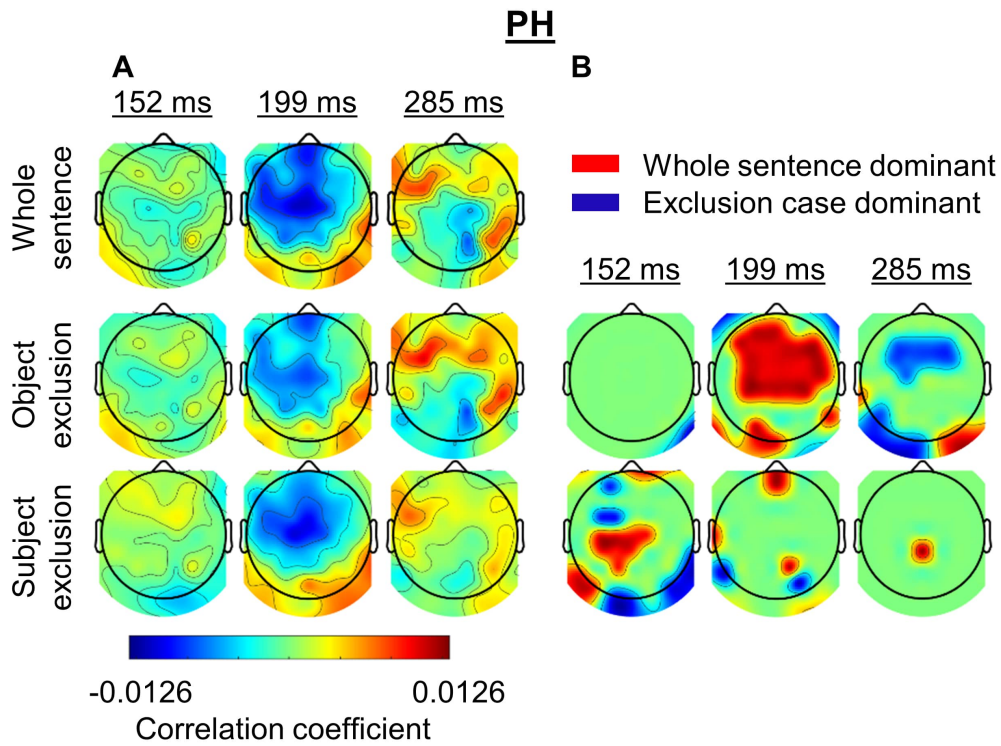 PH
A
152 ms 199 ms 285 ms
Whole
sentence
Object
exclusion
Subject
exclusion
-0.0126 0.0126
Correlation coefficient
B
Whole sentence dominant
Exclusion case dominant
152 ms 199 ms 285 ms